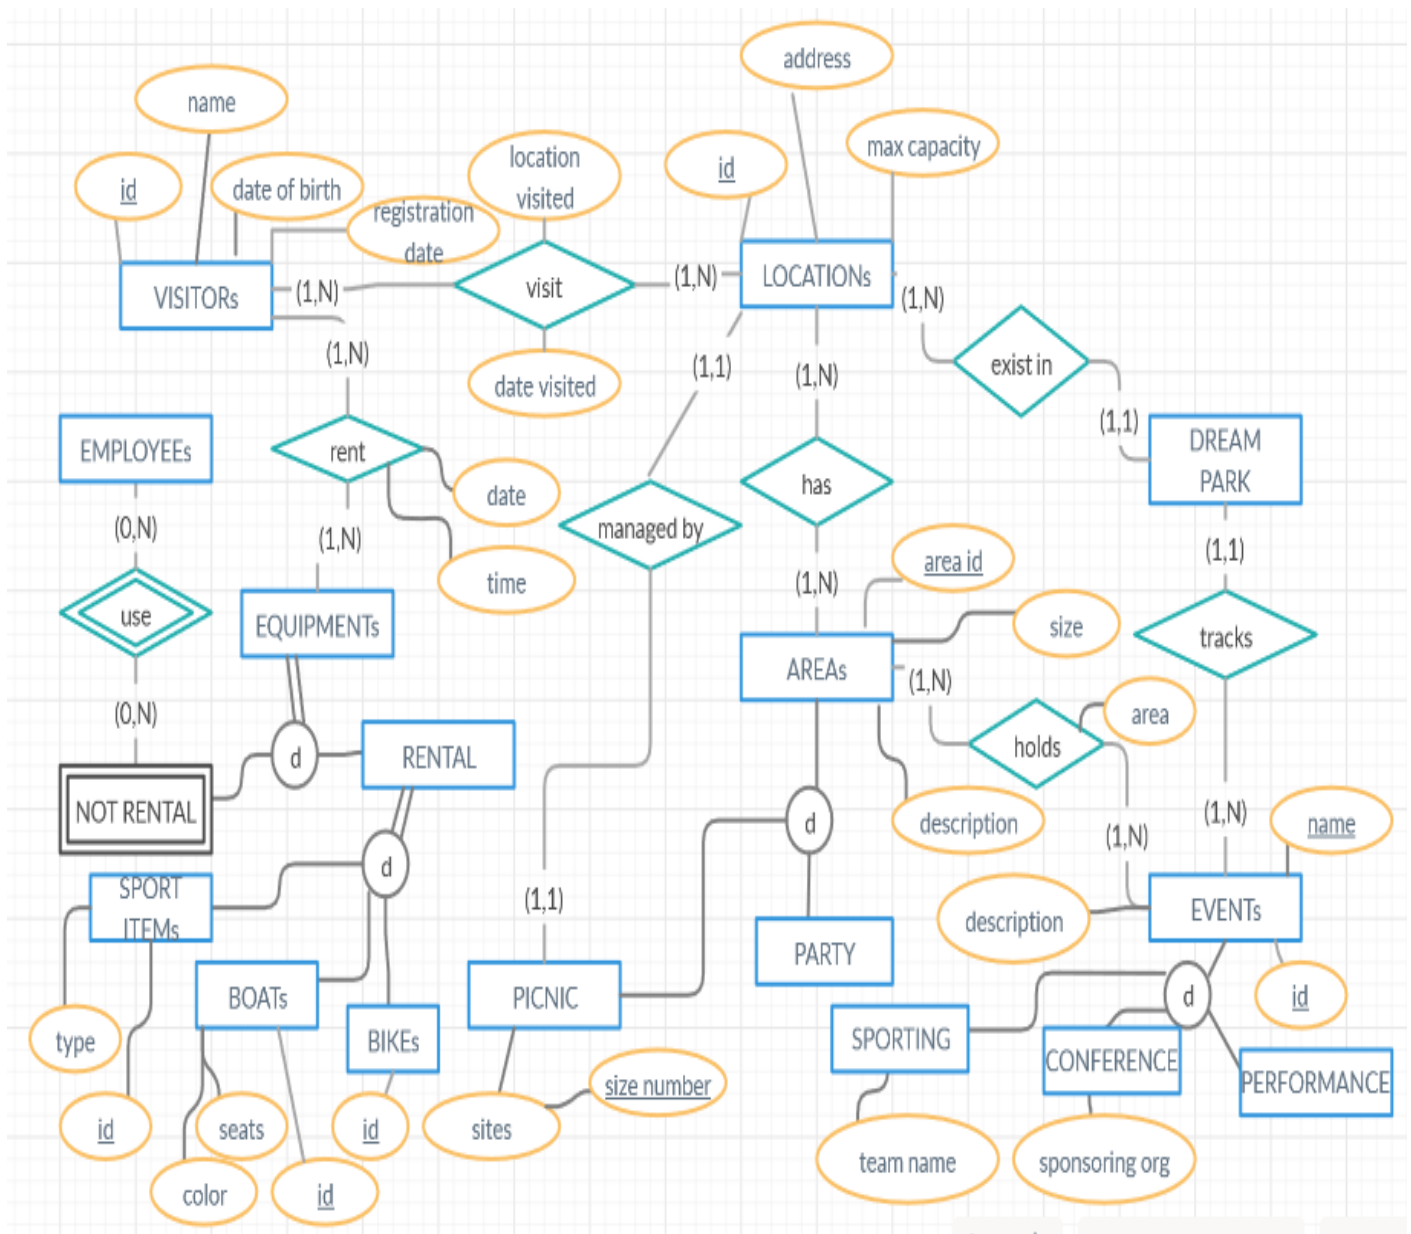 address
name
location
visited
max capacity
id
id
date of birth
registration
date
VISITORs
(1,N)
visit
(1,N)
LOCATIONs
(1,N)
(1,N)
date visited
(1,1)
(1,N)
exist in
(1,1)
EMPLOYEEs
rent
DREAM
PARK
date
has
managed by
(0,N)
(1,N)
(1,1)
area id
time
(1,N)
use
EQUIPMENTs
size
tracks
AREAs
(1,N)
(0,N)
area
holds
d
RENTAL
NOT RENTAL
d
description
(1,N)
(1,N)
name
d
SPORT
ITEMs
(1,1)
description
EVENTs
PARTY
BOATs
PICNIC
d
id
type
BIKEs
SPORTING
CONFERENCE
PERFORMANCE
size number
id
seats
id
sites
color
id
team name
sponsoring org